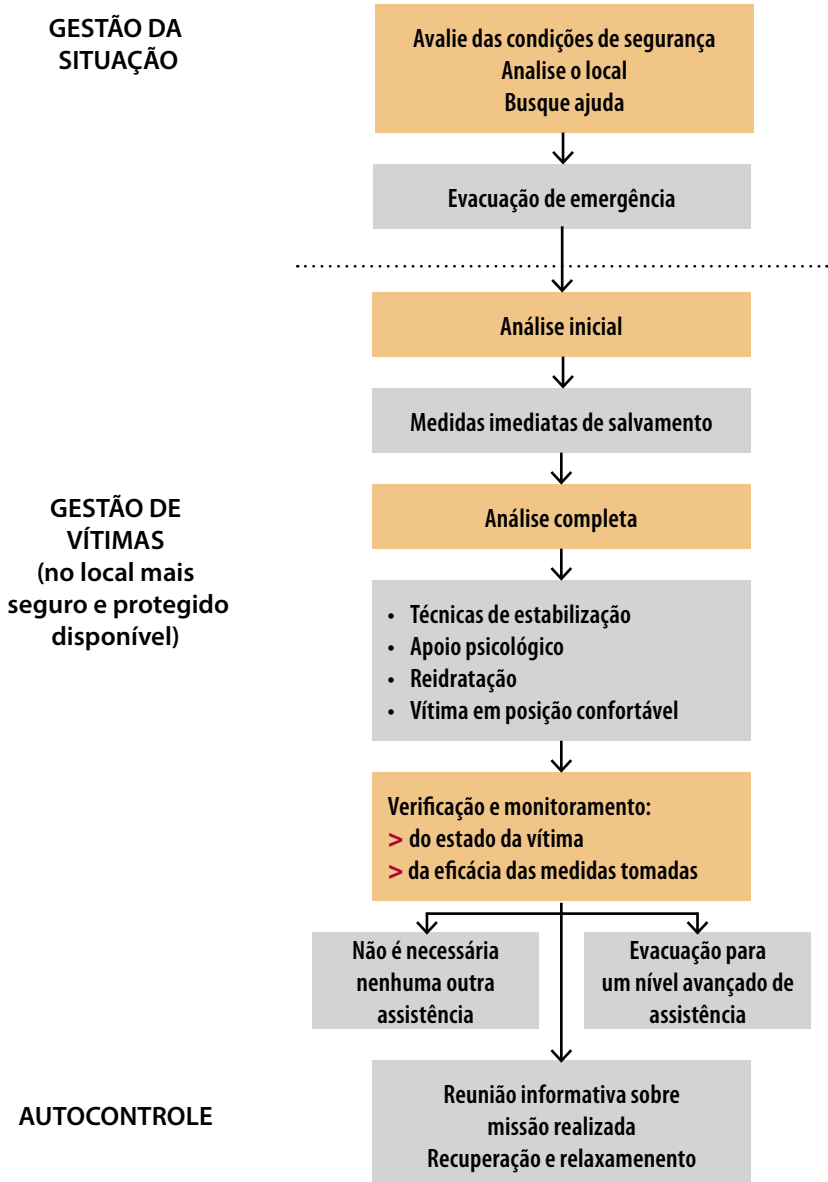 GESTÃO DA
SITUAÇÃO
Avalie das condições de segurança
Analise o local
Busque ajuda
Evacuação de emergência
Análise inicial
Medidas imediatas de salvamento
GESTÃO DE
VÍTIMAS
(no local mais
seguro e protegido
disponível)
Análise completa
• Técnicas de estabilização
• Apoio psicológico
• Reidratação
• Vítima em posição confortável
Verificação e monitoramento:
> do estado da vítima
> da eficácia das medidas tomadas
Não é necessária
nenhuma outra
assistência
Evacuação para
um nível avançado de
assistência
AUTOCONTROLE
Reunião informativa sobre
missão realizada
Recuperação e relaxamenento